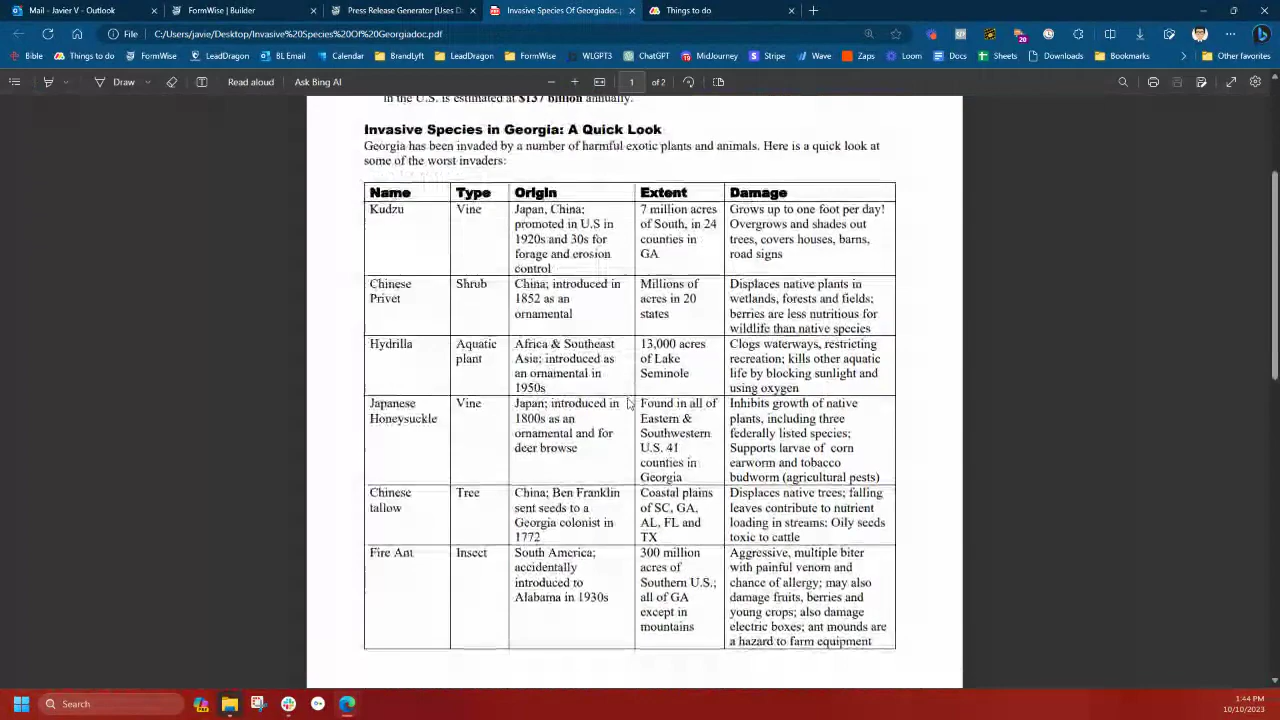 Mail - Javier V - Outlook
FormWise | Builder
Press Release Generator (Uses D
Invasive Species Of Georgiadoc.p
Things to do
File
C:/Users/javie/Desktop/Invasive%20Species%20Of%20Georgiadoc.pdf
20
Bible
Things to do
FormWise
LeadDragon
BL Email
Calendar
BrandLyft
LeadDragon
FormWise
WLGPT3
ChatGPT
MidJourney
Stripe
Wave
Zaps
Loom
Docs
Sheets
Downloads
Bookmarks
Other favorites
Draw
Read aloud
Ask Bing AI
1
of 2
in the U.S. is estimated at $137 billion annually.
Invasive Species in Georgia: A Quick Look
Georgia has been invaded by a number of harmful exotic plants and animals. Here is a quick look at
some of the worst invaders:
Name
Type
Origin
Extent
Damage
Kudzu
Vine
Japan, China;
promoted in U.S in
1920s and 30s for
forage and erosion
control
7 million acres
of South, in 24
counties in
GA
Grows up to one foot per day!
Overgrows and shades out
trees, covers houses, barns,
road signs
Chinese
Privet
Shrub
China; introduced in
1852 as an
ornamental
Millions of
acres in 20
states
Displaces native plants in
wetlands, forests and fields;
berries are less nutritious for
wildlife than native species
Hydrilla
Aquatic
plant
Africa & Southeast
Asia; introduced as
an ornamental in
1950s
13,000 acres
of Lake
Seminole
Clogs waterways, restricting
recreation; kills other aquatic
life by blocking sunlight and
using oxygen
Japanese
Honeysuckle
Vine
Japan; introduced in
1800s as an
ornamental and for
deer browse
Found in all of
Eastern &
Southwestern
U.S. 41
counties in
Georgia
Inhibits growth of native
plants, including three
federally listed species;
Supports larvae of corn
earworm and tobacco
budworm (agricultural pests)
Chinese
tallow
Tree
China; Ben Franklin
sent seeds to a
Georgia colonist in
1772
Coastal plains
of SC, GA,
AL, FL and
TX
Displaces native trees; falling
leaves contribute to nutrient
loading in streams; Oily seeds
toxic to cattle
Fire Ant
Insect
South America;
accidentally
introduced to
Alabama in 1930s
300 million
acres of
Southern U.S.;
all of GA
except in
mountains
Aggressive, multiple biter
with painful venom and
chance of allergy; may also
damage fruits, berries and
young crops; also damage
electric boxes; ant mounds are
a hazard to farm equipment
Search
1:44 PM
10/10/2023